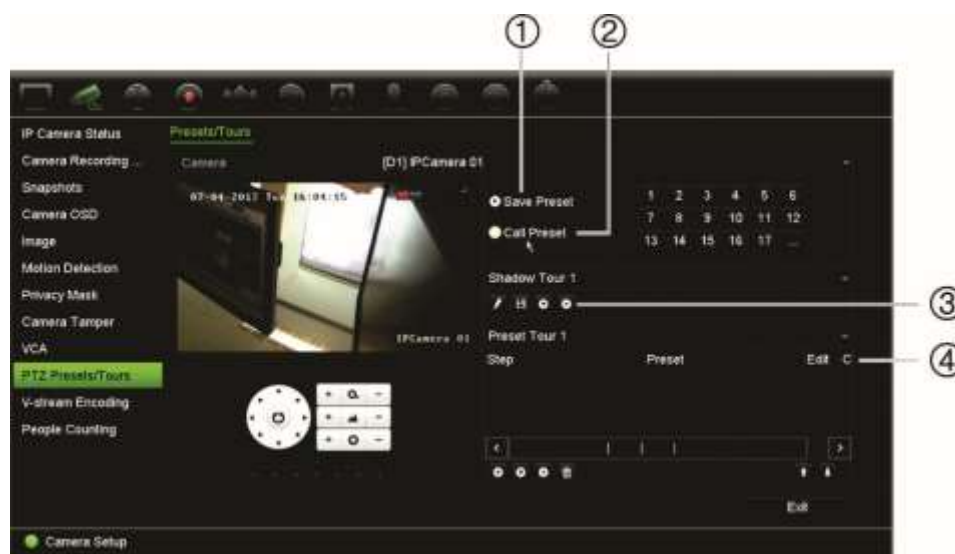 ① ②
IP Camera Status
Presets/Tours
Camera Recording ...
Camera
[D1] IPCamera 01
Snapshots
Camera OSD
Image
Motion Detection
Privacy Mask
Camera Tamper
VCA
PTZ Presets/Tours
V-stream Encoding
People Counting
07-04-2013 Tue 16:04:55
IPCamera 01
Save Preset
Call Preset
1 2 3 4 5 6
7 8 9 10 11 12
13 14 15 16 17 ...
Shadow Tour 1
③
Preset Tour 1
Step Preset Edit C
④
Exit
Camera Setup